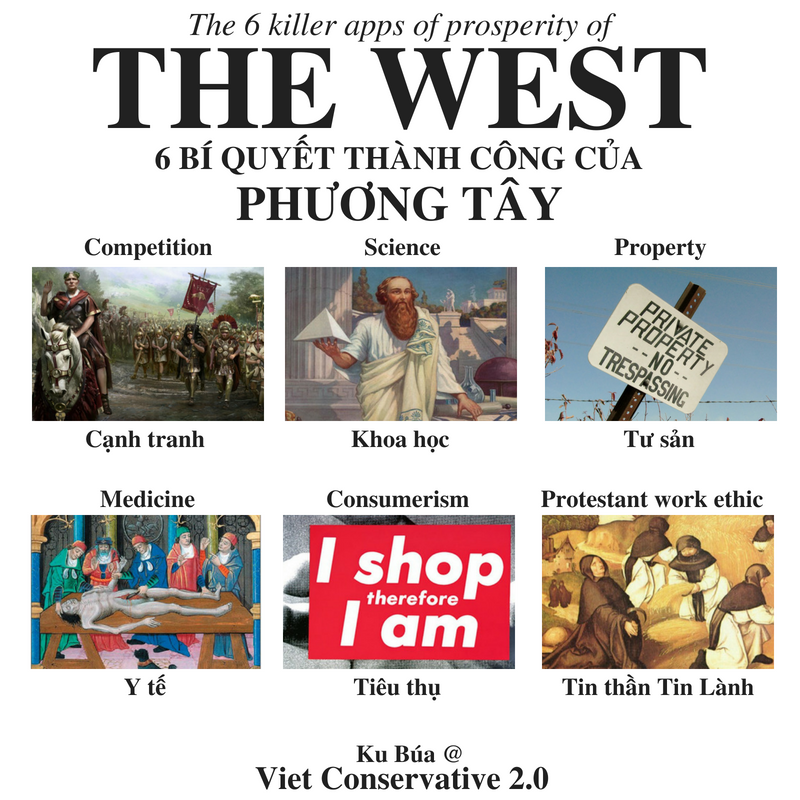 The 6 killer apps of prosperity of
THE WEST
6 BÍ QUYẾT THÀNH CÔNG CỦA
PHƯƠNG TÂY
Competition
Science
Property
PRIVATE
PROPERTY
-- NO --
TRESPASSING
Cạnh tranh
Khoa học
Tư sản
Medicine
Consumerism
Protestant work ethic
I shop
therefore
I am
Y tế
Tiêu thụ
Tin thần Tin Lành
Ku Búa @
Viet Conservative 2.0